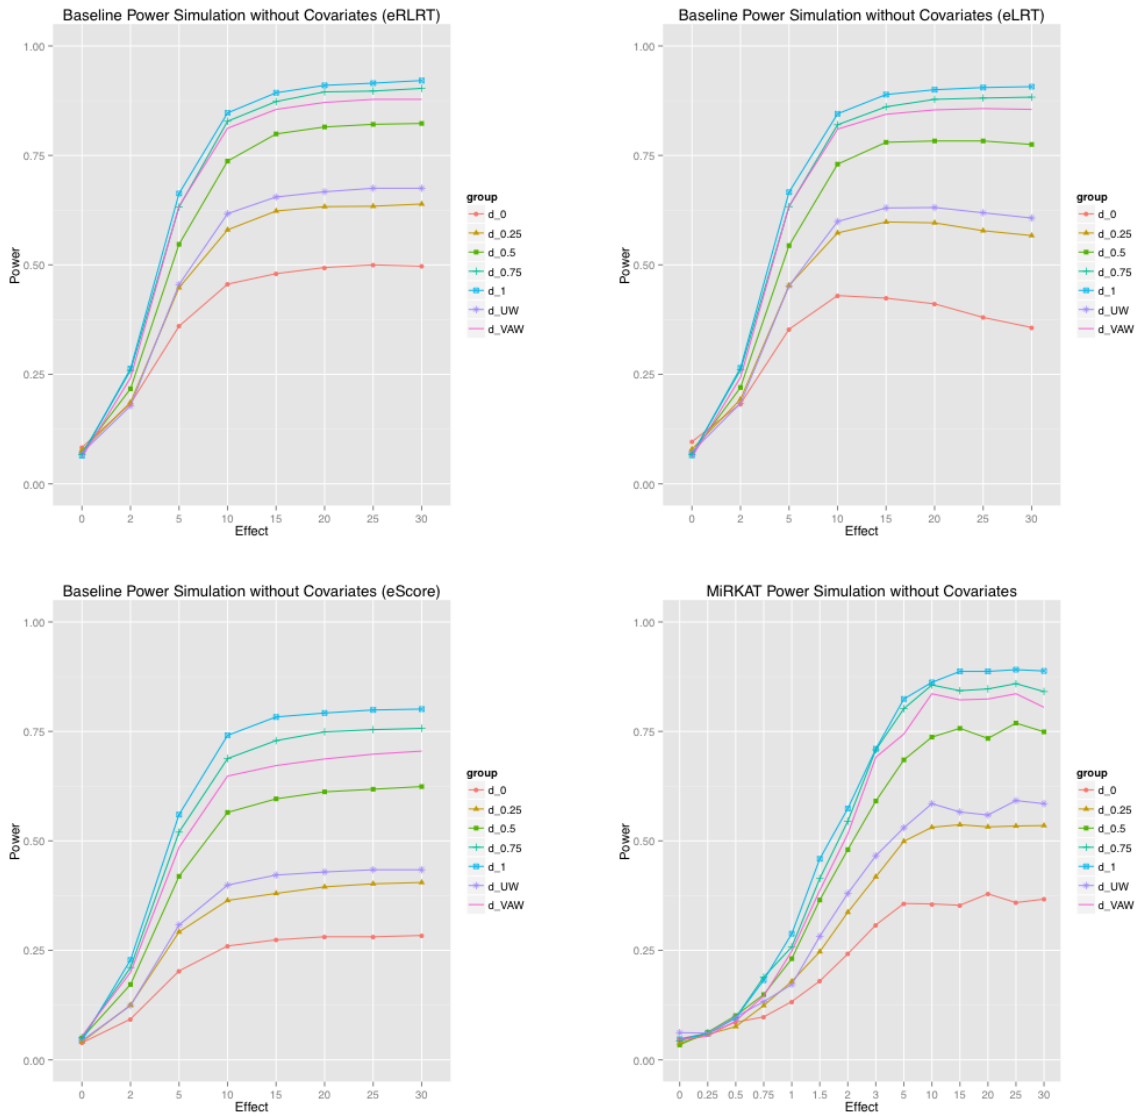 Baseline Power Simulation without Covariates (eRLRT)
1.00
0.75
0.50
0.25
0.00
Power
0 2 5 10 15 20 25 30
Effect
group
d_0
d_0.25
d_0.5
d_0.75
d_1
d_UW
d_VAW
Baseline Power Simulation without Covariates (eLRT)
1.00
0.75
0.50
0.25
0.00
Power
0 2 5 10 15 20 25 30
Effect
group
d_0
d_0.25
d_0.5
d_0.75
d_1
d_UW
d_VAW
Baseline Power Simulation without Covariates (eScore)
1.00
0.75
0.50
0.25
0.00
Power
0 2 5 10 15 20 25 30
Effect
group
d_0
d_0.25
d_0.5
d_0.75
d_1
d_UW
d_VAW
MiRKAT Power Simulation without Covariates
1.00
0.75
0.50
0.25
0.00
Power
0 0.25 0.5 0.75 1 1.5 2 3 5 10 15 20 25 30
Effect
group
d_0
d_0.25
d_0.5
d_0.75
d_1
d_UW
d_VAW